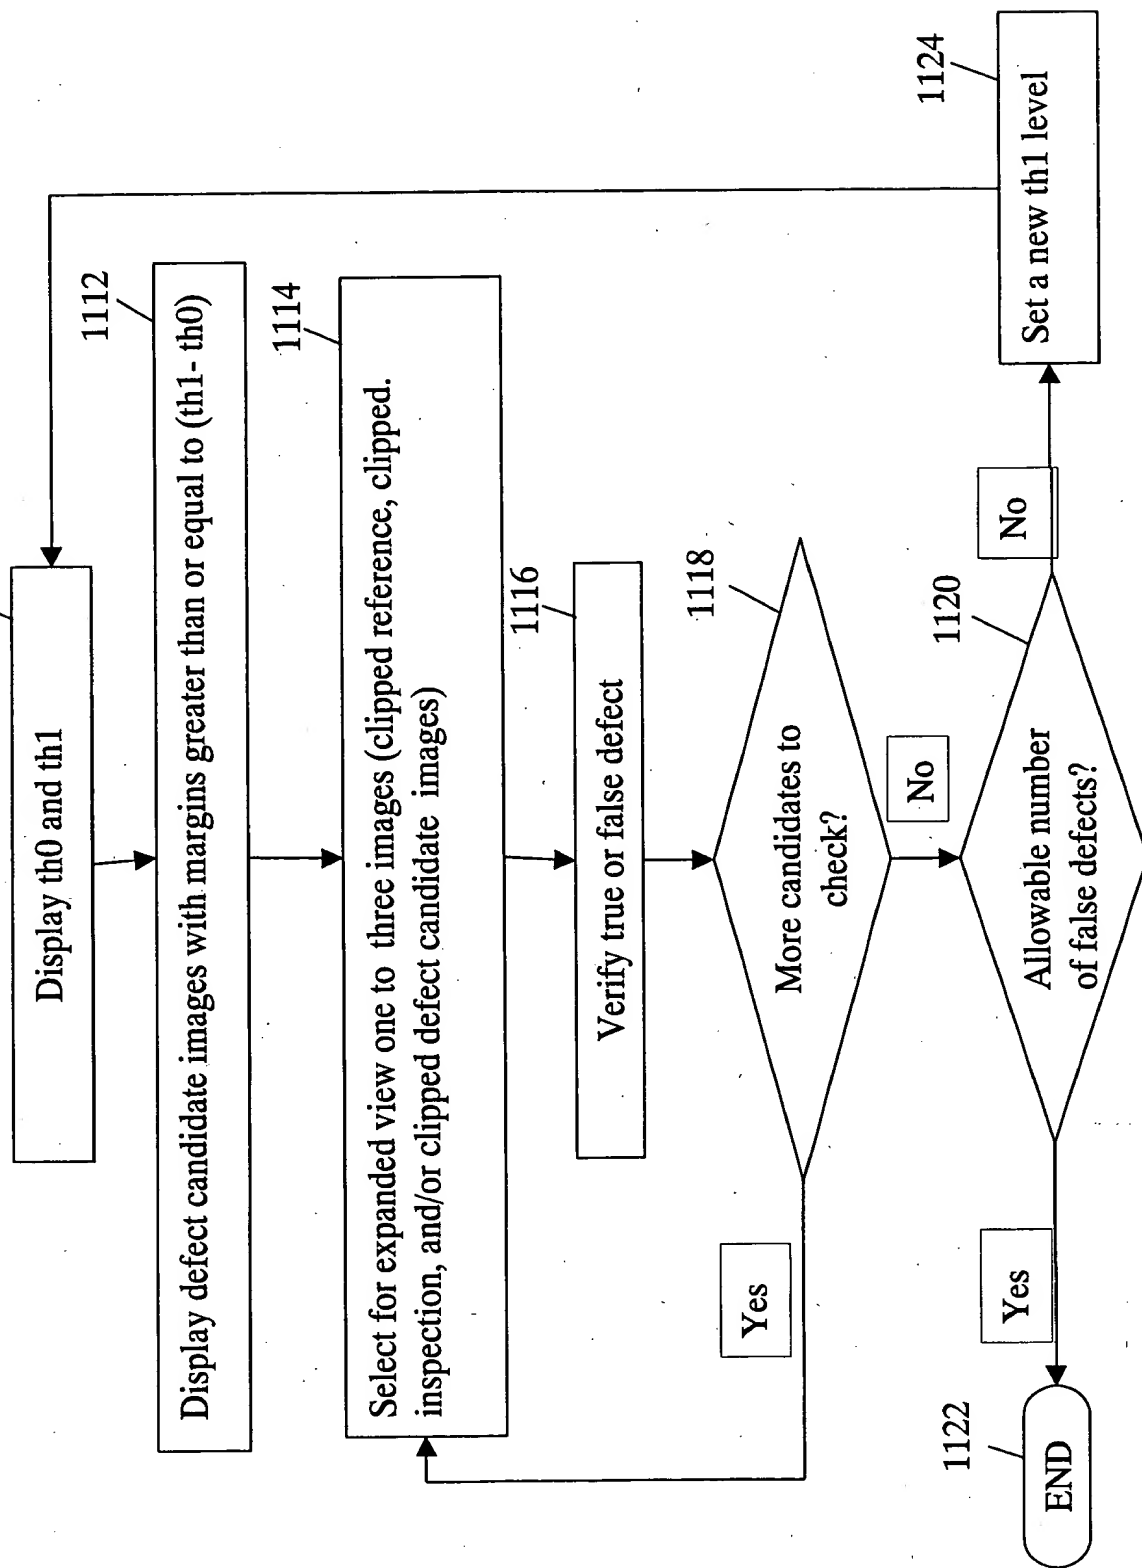 Display th0 and th1
1112
Display defect candidate images with margins greater than or equal to (th1- th0)
1114
Select for expanded view one to three images (clipped reference, clipped.
inspection, and/or clipped defect candidate images)
1116
Verify true or false defect
1118
More candidates to
check?
Yes
No
1120
Allowable number
of false defects?
Yes
No
1122
END
1124
Set a new th1 level